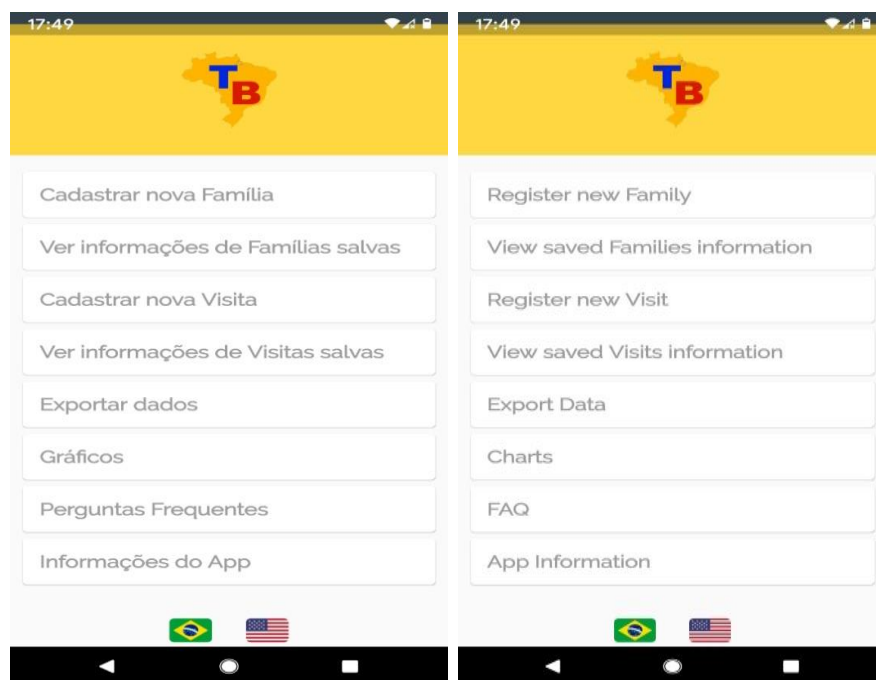 17:49
TB
Cadastrar nova Família
Ver informações de Famílias salvas
Cadastrar nova Visita
Ver informações de Visitas salvas
Exportar dados
Gráficos
Perguntas Frequentes
Informações do App
17:49
TB
Register new Family
View saved Families information
Register new Visit
View saved Visits information
Export Data
Charts
FAQ
App Information